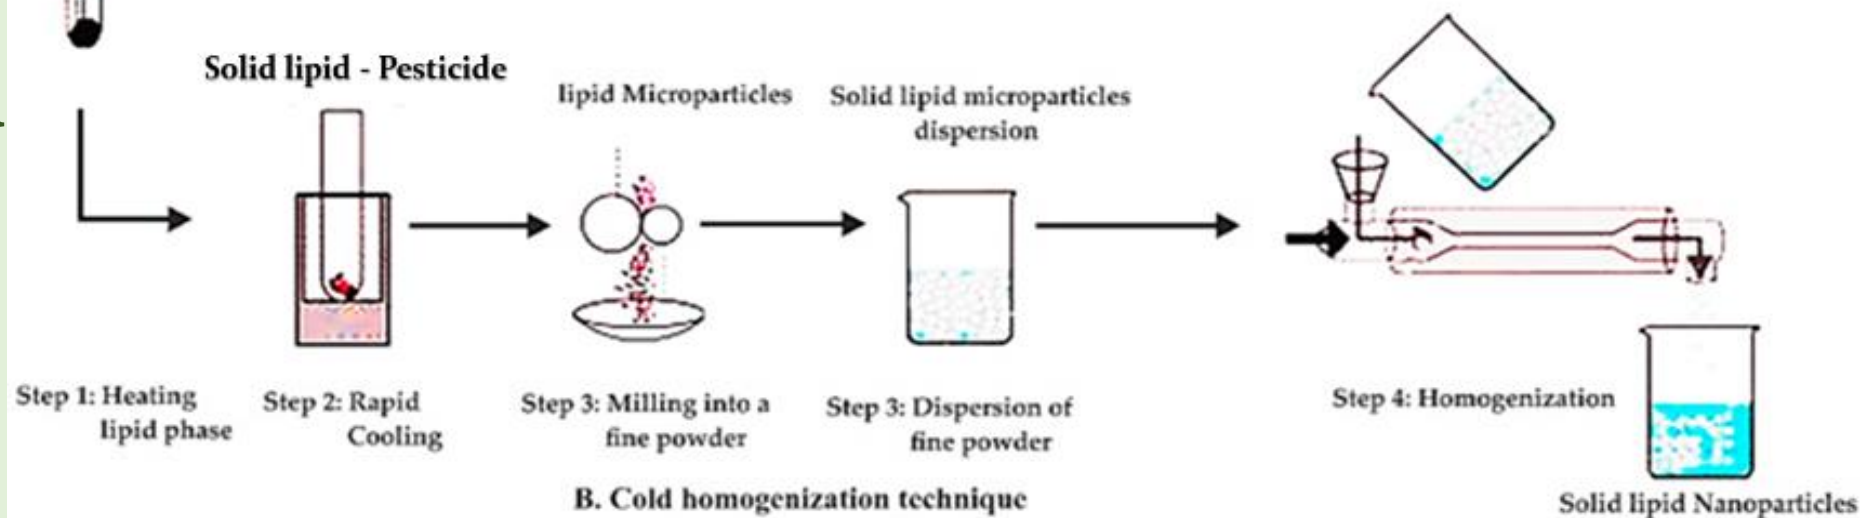 Solid lipid - Pesticide
lipid Microparticles
Solid lipid microparticles
dispersion
Step 1: Heating
lipid phase
Step 2: Rapid
Cooling
Step 3: Milling into a
fine powder
Step 3: Dispersion of
fine powder
Step 4: Homogenization
B. Cold homogenization technique
Solid lipid Nanoparticles